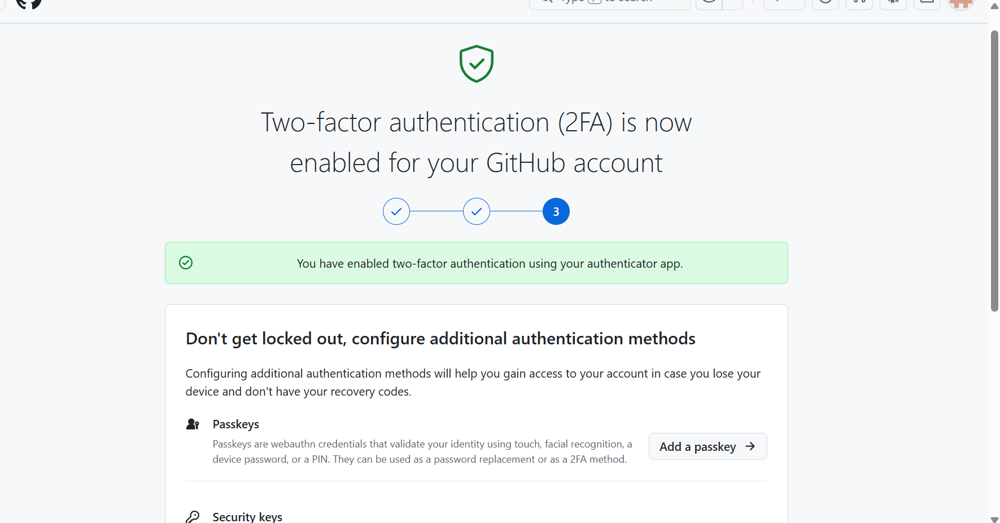 Type / to search
Two-factor authentication (2FA) is now
enabled for your GitHub account
3
You have enabled two-factor authentication using your authenticator app.
Don't get locked out, configure additional authentication methods
Configuring additional authentication methods will help you gain access to your account in case you lose your
device and don't have your recovery codes.
Passkeys
Passkeys are webauthn credentials that validate your identity using touch, facial recognition, a
device password, or a PIN. They can be used as a password replacement or as a 2FA method.
Add a passkey
Security keys